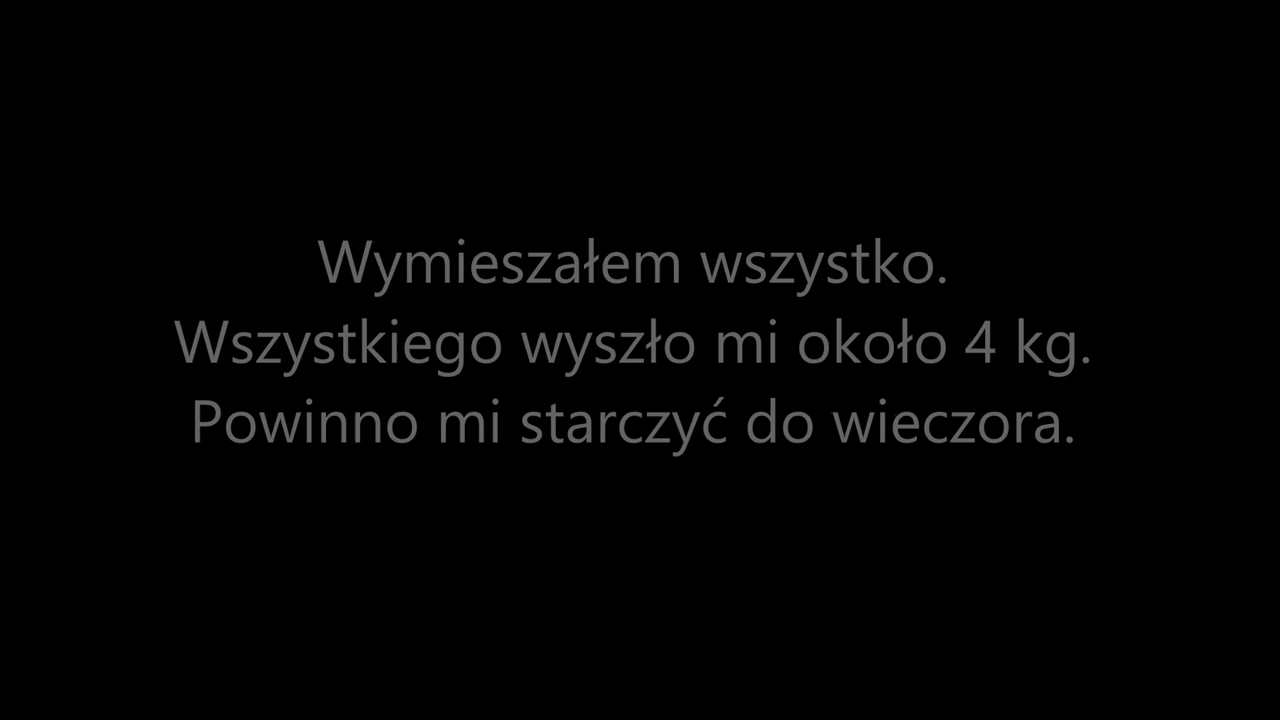 Wymieszałem wszystko.
Wszystkiego wyszło mi około 4 kg.
Powinno mi starczyć do wieczora.